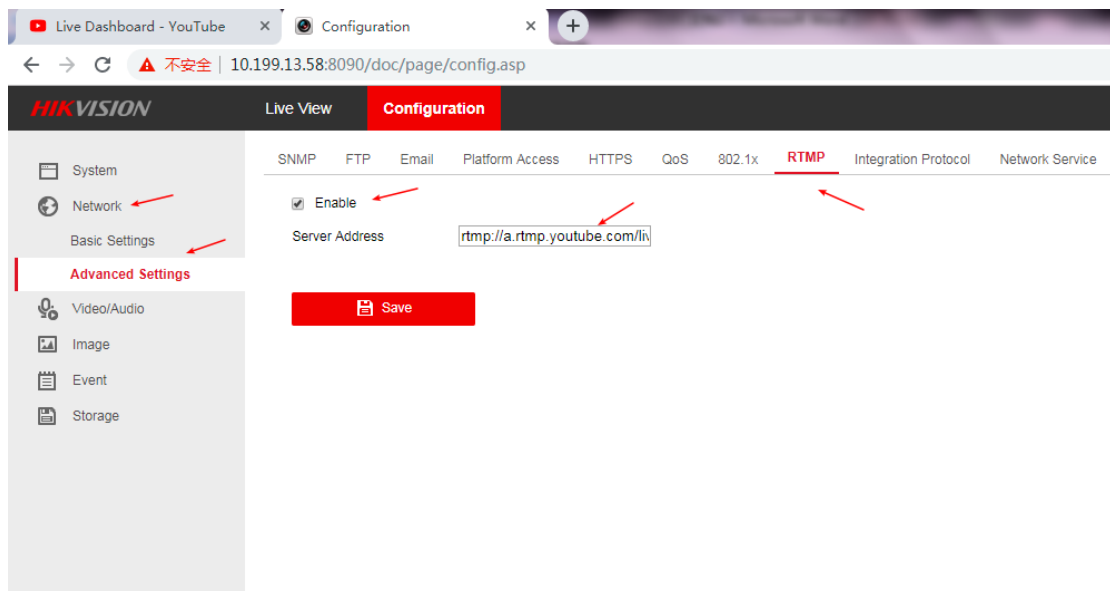 Live Dashboard - YouTube
Configuration
不安全 10.199.13.58:8090/doc/page/config.asp
HIKVISION Live View Configuration
SNMP FTP Email Platform Access HTTPS QoS 802.1x RTMP Integration Protocol Network Service
System
Network
Basic Settings
Advanced Settings
Video/Audio
Image
Event
Storage
Enable
Server Address rtmp://a.rtmp.youtube.com/li
Save